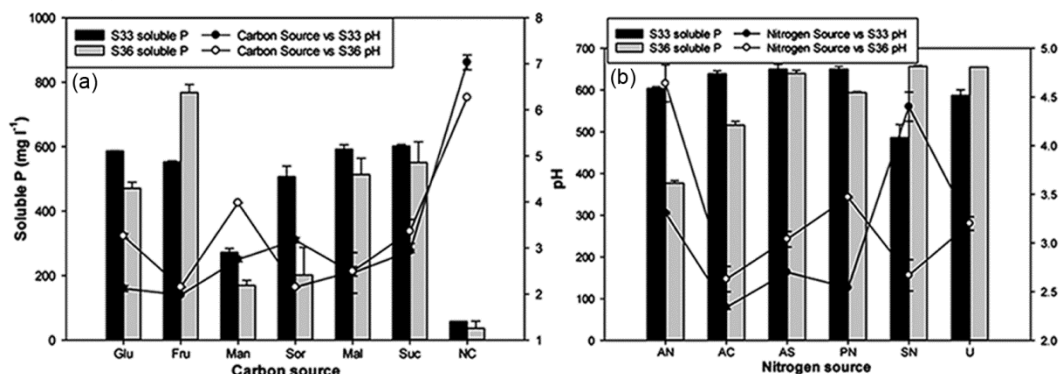 S33 soluble P Carbon Source vs S33 pH
S36 soluble P Carbon Source vs S36 pH
(a)
1000
800
600
400
200
0
Soluble P (mg l⁻¹)
8
7
6
5
4
3
2
1
pH
Glu Fru Man Sor Mal Suc NC
Carbon source
S33 soluble P Nitrogen Source vs S33 pH
S36 soluble P Nitrogen Source vs S36 pH
(b)
700
600
500
400
300
200
100
0
5.0
4.5
4.0
3.5
3.0
2.5
2.0
AN AC AS PN SN U
Nitrogen source